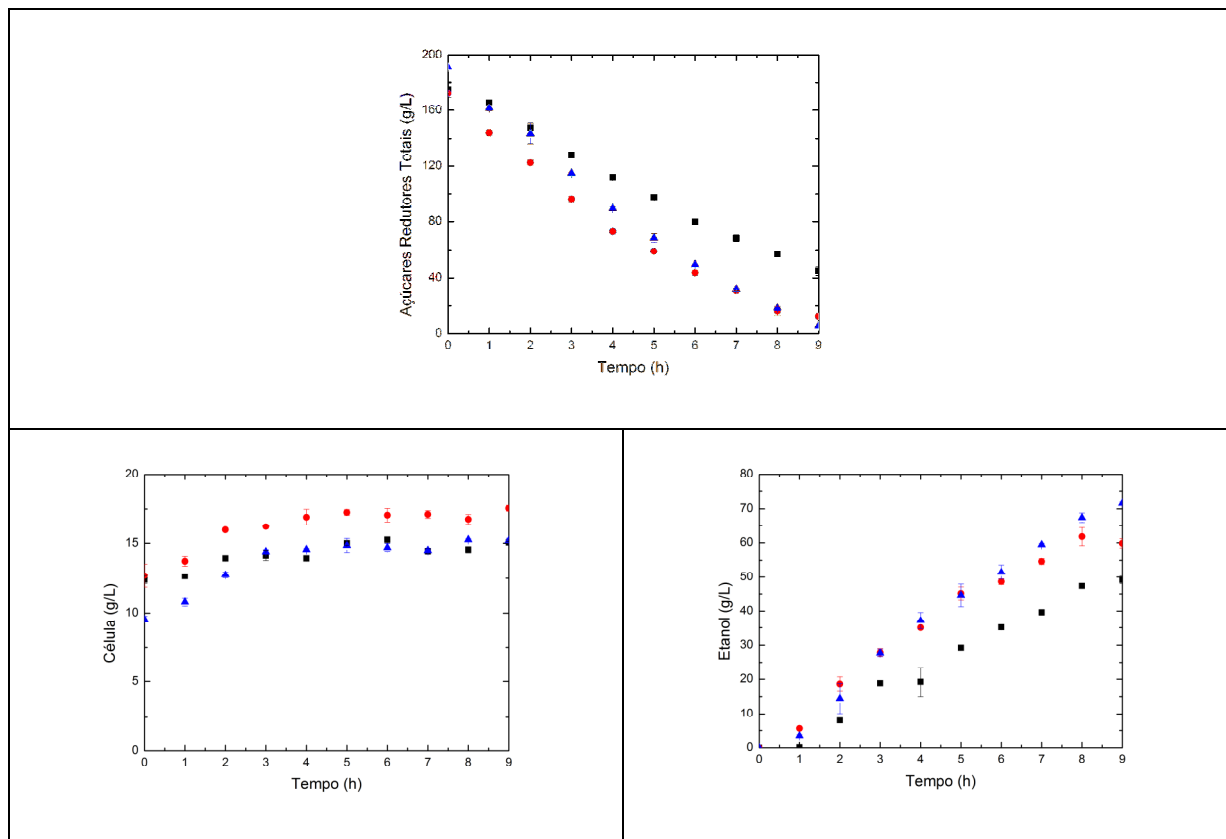 200
160
120
80
40
0
Açúcares Redutores Totais (g/L)
0 1 2 3 4 5 6 7 8 9
Tempo (h)
20
15
10
5
0
Célula (g/L)
0 1 2 3 4 5 6 7 8 9
Tempo (h)
80
70
60
50
40
30
20
10
0
Etanol (g/L)
0 1 2 3 4 5 6 7 8 9
Tempo (h)